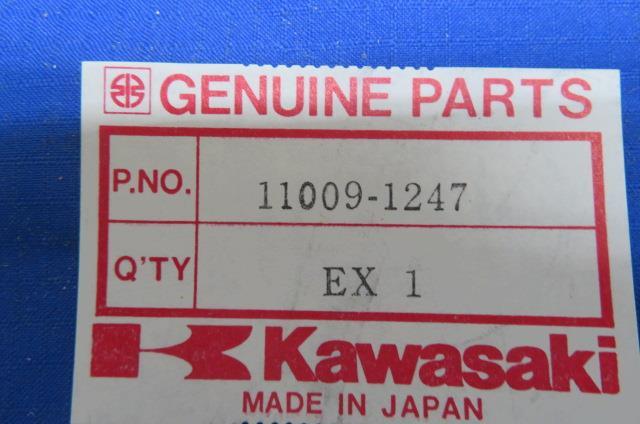 GENUINE PARTS
P.NO. 11009-1247
Q'TY EX 1
Kawasaki
MADE IN JAPAN